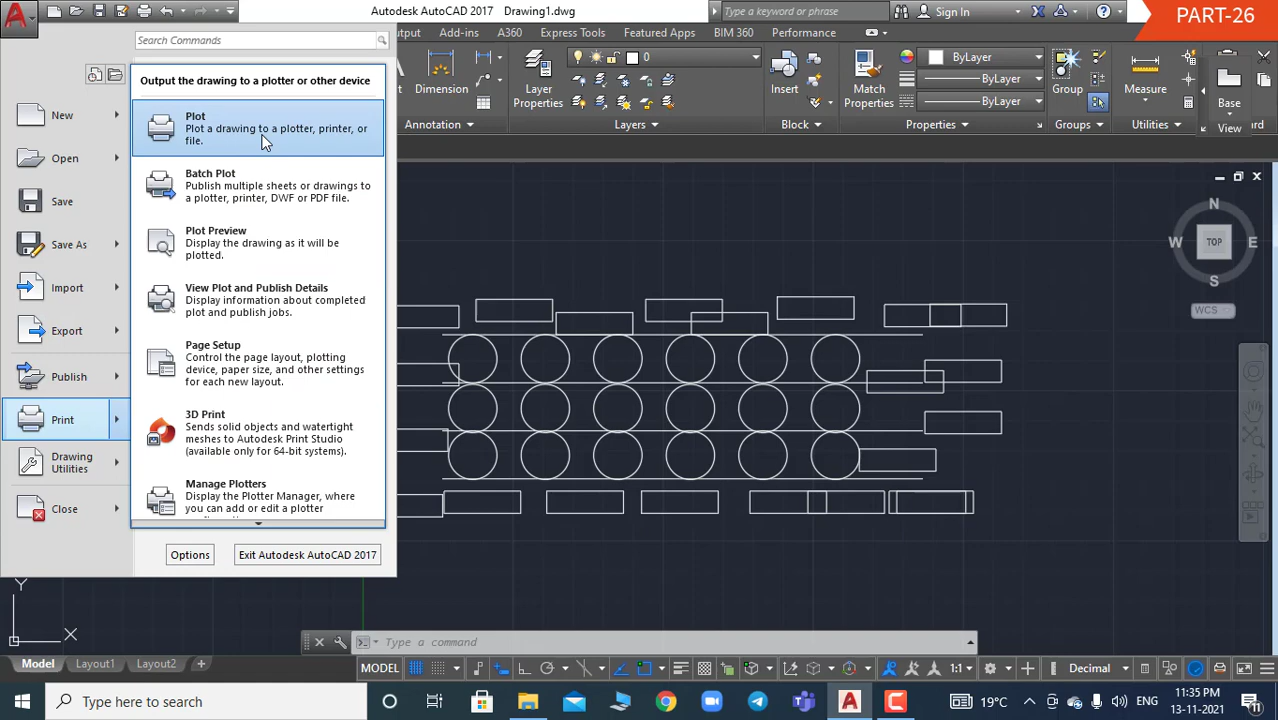 Autodesk AutoCAD 2017 Drawing1.dwg
Type a keyword or phrase
Sign In
PART-26
Search Commands
utput
Add-ins
A360
Express Tools
Featured Apps
BIM 360
Performance
Output the drawing to a plotter or other device
New
Open
Save
Save As
Import
Export
Publish
Print
Drawing
Utilities
Close
Plot
Plot a drawing to a plotter, printer, or
file.
Batch Plot
Publish multiple sheets or drawings to
a plotter, printer, DWF or PDF file.
Plot Preview
Display the drawing as it will be
plotted.
View Plot and Publish Details
Display information about completed
plot and publish jobs.
Page Setup
Control the page layout, plotting
device, paper size, and other settings
for each new layout.
3D Print
Sends solid objects and watertight
meshes to Autodesk Print Studio
(available only for 64-bit systems).
Manage Plotters
Display the Plotter Manager, where
you can add or edit a plotter
Options
Exit Autodesk AutoCAD 2017
Dimension
Annotation
Layer
Properties
0
Layers
Insert
Block
Match
Properties
ByLayer
ByLayer
ByLayer
Properties
Group
Groups
Measure
Utilities
Base
View
N
W
TOP
E
S
WCS
Y
X
Type a command
Model
Layout1
Layout2
MODEL
1:1
Decimal
Type here to search
19°C
ENG
11:35 PM
13-11-2021
11